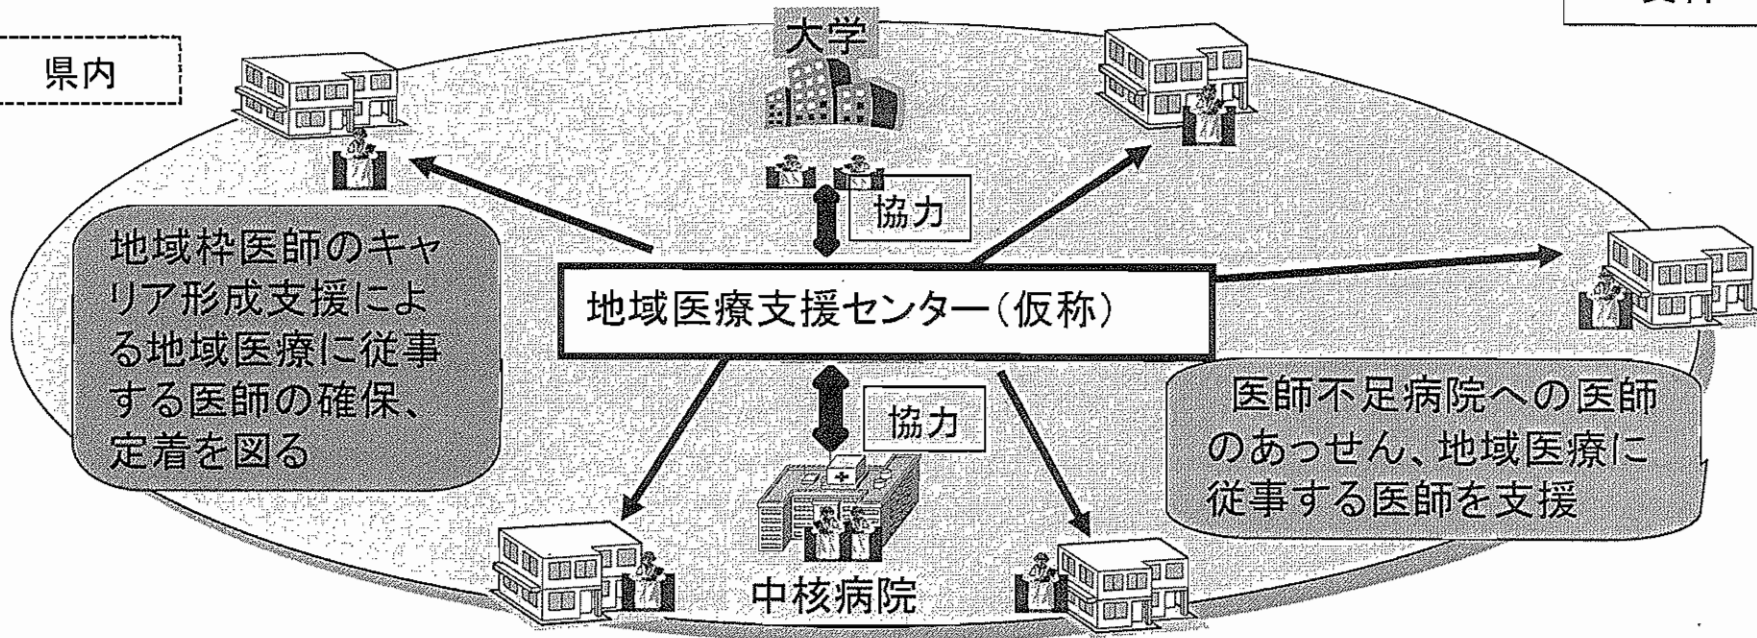 県内
大学
協力
地域枠医師のキャ
リア形成支援によ
る地域医療に従事
する医師の確保、
定着を図る
地域医療支援センター(仮称)
協力
医師不足病院への医師
のあっせん、地域医療に
従事する医師を支援
中核病院